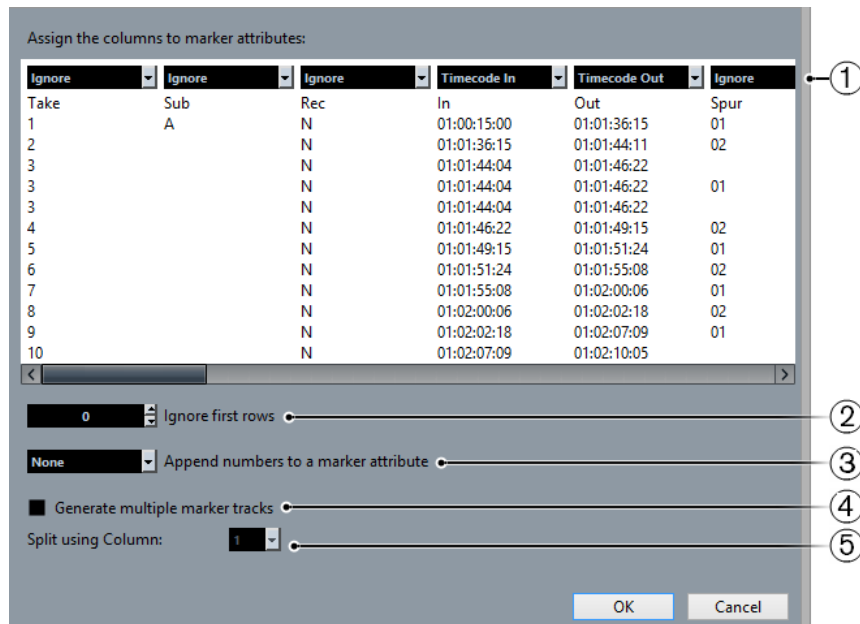 Assign the columns to marker attributes:
Ignore Ignore Ignore Timecode In Timecode Out Ignore 1
Take Sub Rec In Out Spur
1 A N 01:00:15:00 01:01:36:15 01
2 N 01:01:36:15 01:01:44:11 02
3 N 01:01:44:04 01:01:46:22
3 N 01:01:44:04 01:01:46:22 01
3 N 01:01:44:04 01:01:46:22
4 N 01:01:46:22 01:01:49:15 02
5 N 01:01:49:15 01:01:51:24 01
6 N 01:01:51:24 01:01:55:08 02
7 N 01:01:55:08 01:02:00:06 01
8 N 01:02:00:06 01:02:02:18 02
9 N 01:02:02:18 01:02:07:09 01
10 N 01:02:07:09 01:02:10:05
0 Ignore first rows 2
None Append numbers to a marker attribute 3
Generate multiple marker tracks 4
Split using Column: 1 5
OK Cancel